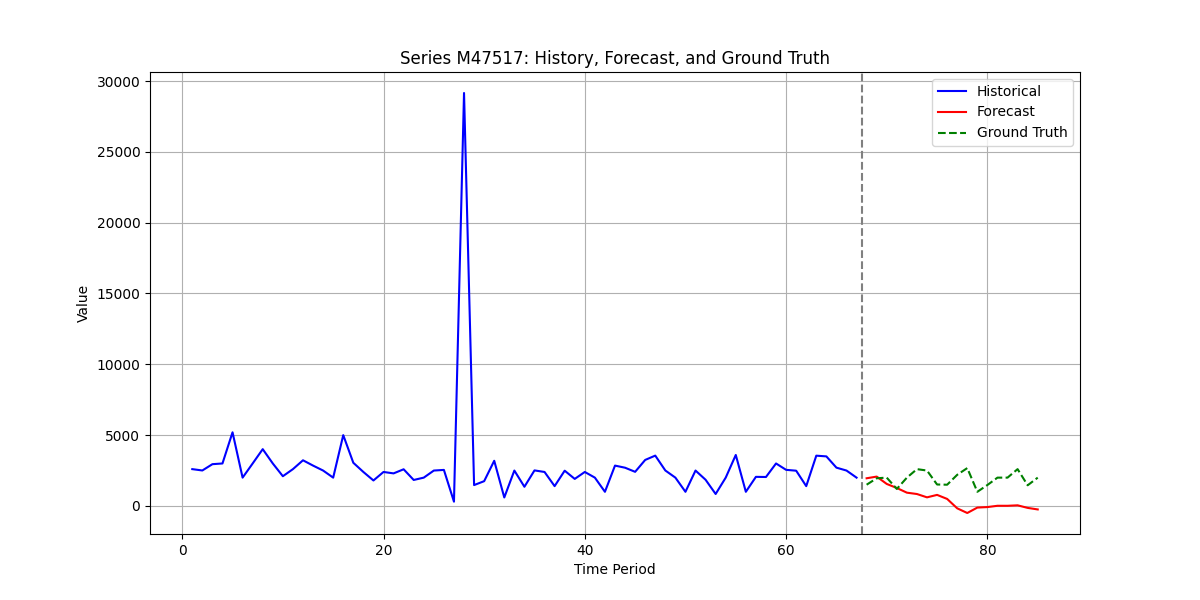 Series M47517: History, Forecast, and Ground Truth
30000
25000
20000
15000
10000
5000
0
Value
Historical
Forecast
Ground Truth
0
20
40
60
80
Time Period